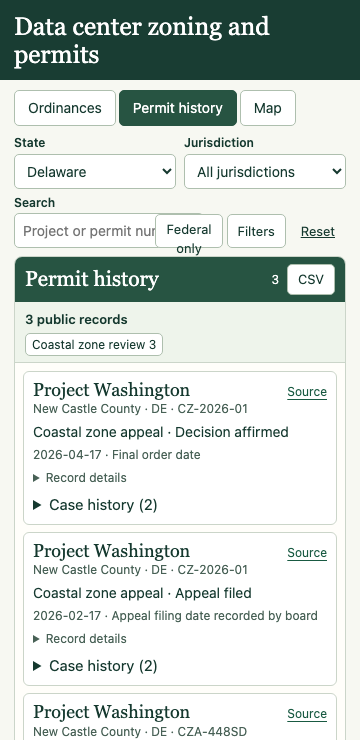 Data center zoning and
permits
Ordinances
Permit history
Map
State
Jurisdiction
Delaware
All jurisdictions
Search
Project or permit nu
Federal
only
Filters
Reset
Permit history
3
CSV
3 public records
Coastal zone review 3
Project Washington
Source
New Castle County · DE · CZ-2026-01
Coastal zone appeal · Decision affirmed
2026-04-17 · Final order date
Record details
Case history (2)
Project Washington
Source
New Castle County · DE · CZ-2026-01
Coastal zone appeal · Appeal filed
2026-02-17 · Appeal filing date recorded by board
Record details
Case history (2)
Project Washington
Source
New Castle County · DE · CZA-448SD